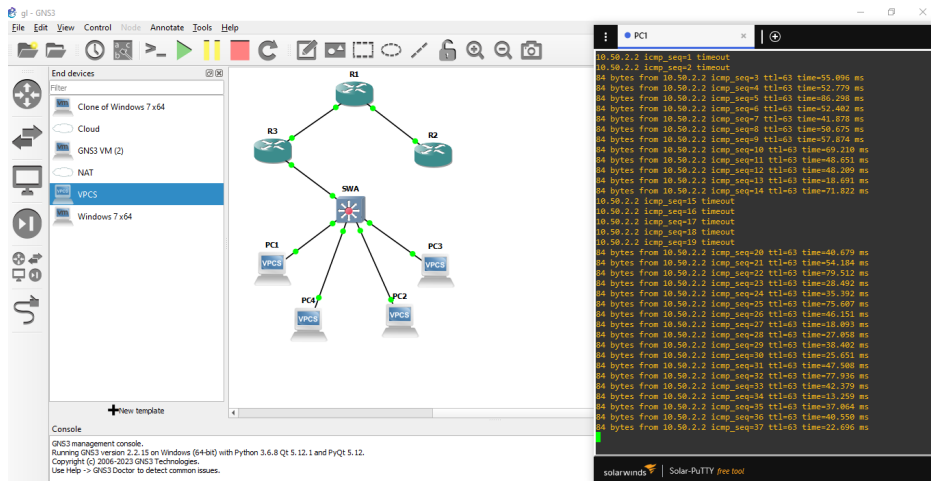 gl - GNS3
File Edit View Control Node Annotate Tools Help
End devices
Filter
Clone of Windows 7 x64
Cloud
GNS3 VM (2)
NAT
VPCS
Windows 7 x64
New template
R1
R3
R2
SWA
PC1
VPCS
PC3
VPCS
PC4
VPCS
PC2
VPCS
Console
GNS3 management console.
Running GNS3 version 2.2.15 on Windows (64-bit) with Python 3.6.8 Qt 5.12.1 and PyQt 5.12.
Copyright (c) 2006-2023 GNS3 Technologies.
Use Help -> GNS3 Doctor to detect common issues.
PC1
10.50.2.2 icmp_seq=1 timeout
10.50.2.2 icmp_seq=2 timeout
84 bytes from 10.50.2.2 icmp_seq=3 ttl=63 time=55.096 ms
84 bytes from 10.50.2.2 icmp_seq=4 ttl=63 time=52.779 ms
84 bytes from 10.50.2.2 icmp_seq=5 ttl=63 time=86.298 ms
84 bytes from 10.50.2.2 icmp_seq=6 ttl=63 time=52.402 ms
84 bytes from 10.50.2.2 icmp_seq=7 ttl=63 time=41.878 ms
84 bytes from 10.50.2.2 icmp_seq=8 ttl=63 time=50.675 ms
84 bytes from 10.50.2.2 icmp_seq=9 ttl=63 time=57.874 ms
84 bytes from 10.50.2.2 icmp_seq=10 ttl=63 time=69.210 ms
84 bytes from 10.50.2.2 icmp_seq=11 ttl=63 time=48.651 ms
84 bytes from 10.50.2.2 icmp_seq=12 ttl=63 time=48.209 ms
84 bytes from 10.50.2.2 icmp_seq=13 ttl=63 time=18.691 ms
84 bytes from 10.50.2.2 icmp_seq=14 ttl=63 time=71.822 ms
10.50.2.2 icmp_seq=15 timeout
10.50.2.2 icmp_seq=16 timeout
10.50.2.2 icmp_seq=17 timeout
10.50.2.2 icmp_seq=18 timeout
10.50.2.2 icmp_seq=19 timeout
84 bytes from 10.50.2.2 icmp_seq=20 ttl=63 time=40.679 ms
84 bytes from 10.50.2.2 icmp_seq=21 ttl=63 time=54.184 ms
84 bytes from 10.50.2.2 icmp_seq=22 ttl=63 time=79.512 ms
84 bytes from 10.50.2.2 icmp_seq=23 ttl=63 time=28.492 ms
84 bytes from 10.50.2.2 icmp_seq=24 ttl=63 time=35.392 ms
84 bytes from 10.50.2.2 icmp_seq=25 ttl=63 time=75.607 ms
84 bytes from 10.50.2.2 icmp_seq=26 ttl=63 time=46.151 ms
84 bytes from 10.50.2.2 icmp_seq=27 ttl=63 time=18.093 ms
84 bytes from 10.50.2.2 icmp_seq=28 ttl=63 time=27.058 ms
84 bytes from 10.50.2.2 icmp_seq=29 ttl=63 time=38.402 ms
84 bytes from 10.50.2.2 icmp_seq=30 ttl=63 time=25.651 ms
84 bytes from 10.50.2.2 icmp_seq=31 ttl=63 time=47.508 ms
84 bytes from 10.50.2.2 icmp_seq=32 ttl=63 time=77.936 ms
84 bytes from 10.50.2.2 icmp_seq=33 ttl=63 time=42.379 ms
84 bytes from 10.50.2.2 icmp_seq=34 ttl=63 time=13.259 ms
84 bytes from 10.50.2.2 icmp_seq=35 ttl=63 time=37.064 ms
84 bytes from 10.50.2.2 icmp_seq=36 ttl=63 time=40.550 ms
84 bytes from 10.50.2.2 icmp_seq=37 ttl=63 time=22.696 ms
solarwinds Solar-PuTTY free tool